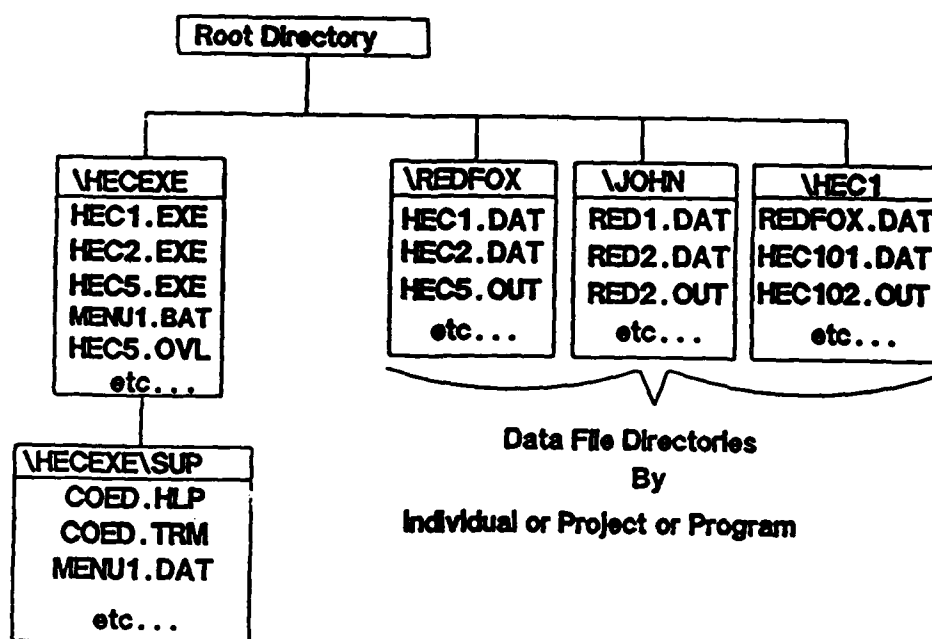 Root Directory
\HECEXE
HEC1.EXE
HEC2.EXE
HEC5.EXE
MENU1.BAT
HEC5.OVL
etc...
\HECEXE\SUP
COED.HLP
COED.TRM
MENU1.DAT
etc...
\REDFOX
HEC1.DAT
HEC2.DAT
HEC5.OUT
etc...
\JOHN
RED1.DAT
RED2.DAT
RED2.OUT
etc...
\HEC1
REDFOX.DAT
HEC101.DAT
HEC102.OUT
etc...
Data File Directories
By
Individual or Project or Program